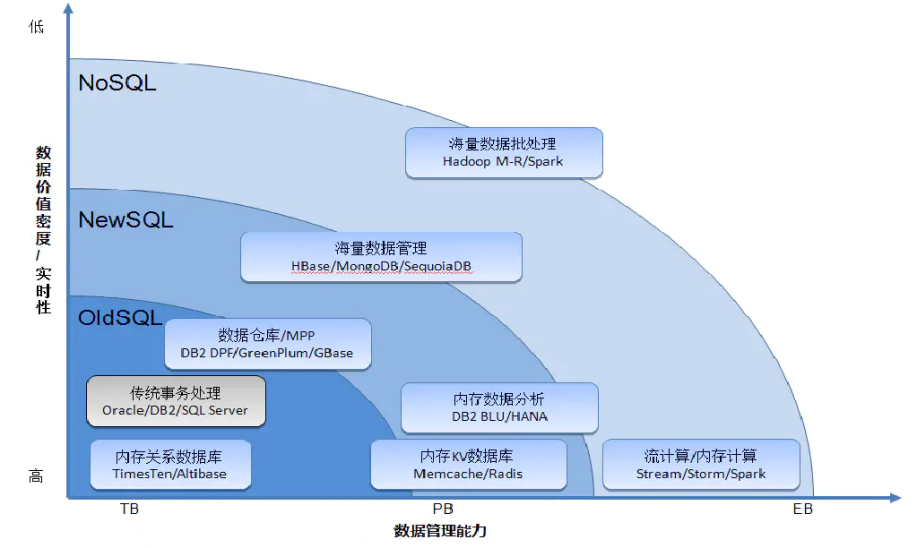 低
NoSQL
海量数据批处理
Hadoop M-R/Spark
数据价值密度/实时性
NewSQL
海量数据管理
HBase/MongoDB/SequoiaDB
OldSQL
数据仓库/MPP
DB2 DPF/GreenPlum/GBase
传统事务处理
Oracle/DB2/SQL Server
内存数据分析
DB2 BLU/HANA
高
内存关系数据库
TimesTen/Altibase
内存KV数据库
Memcache/Radis
流计算/内存计算
Stream/Storm/Spark
TB
PB
EB
数据管理能力